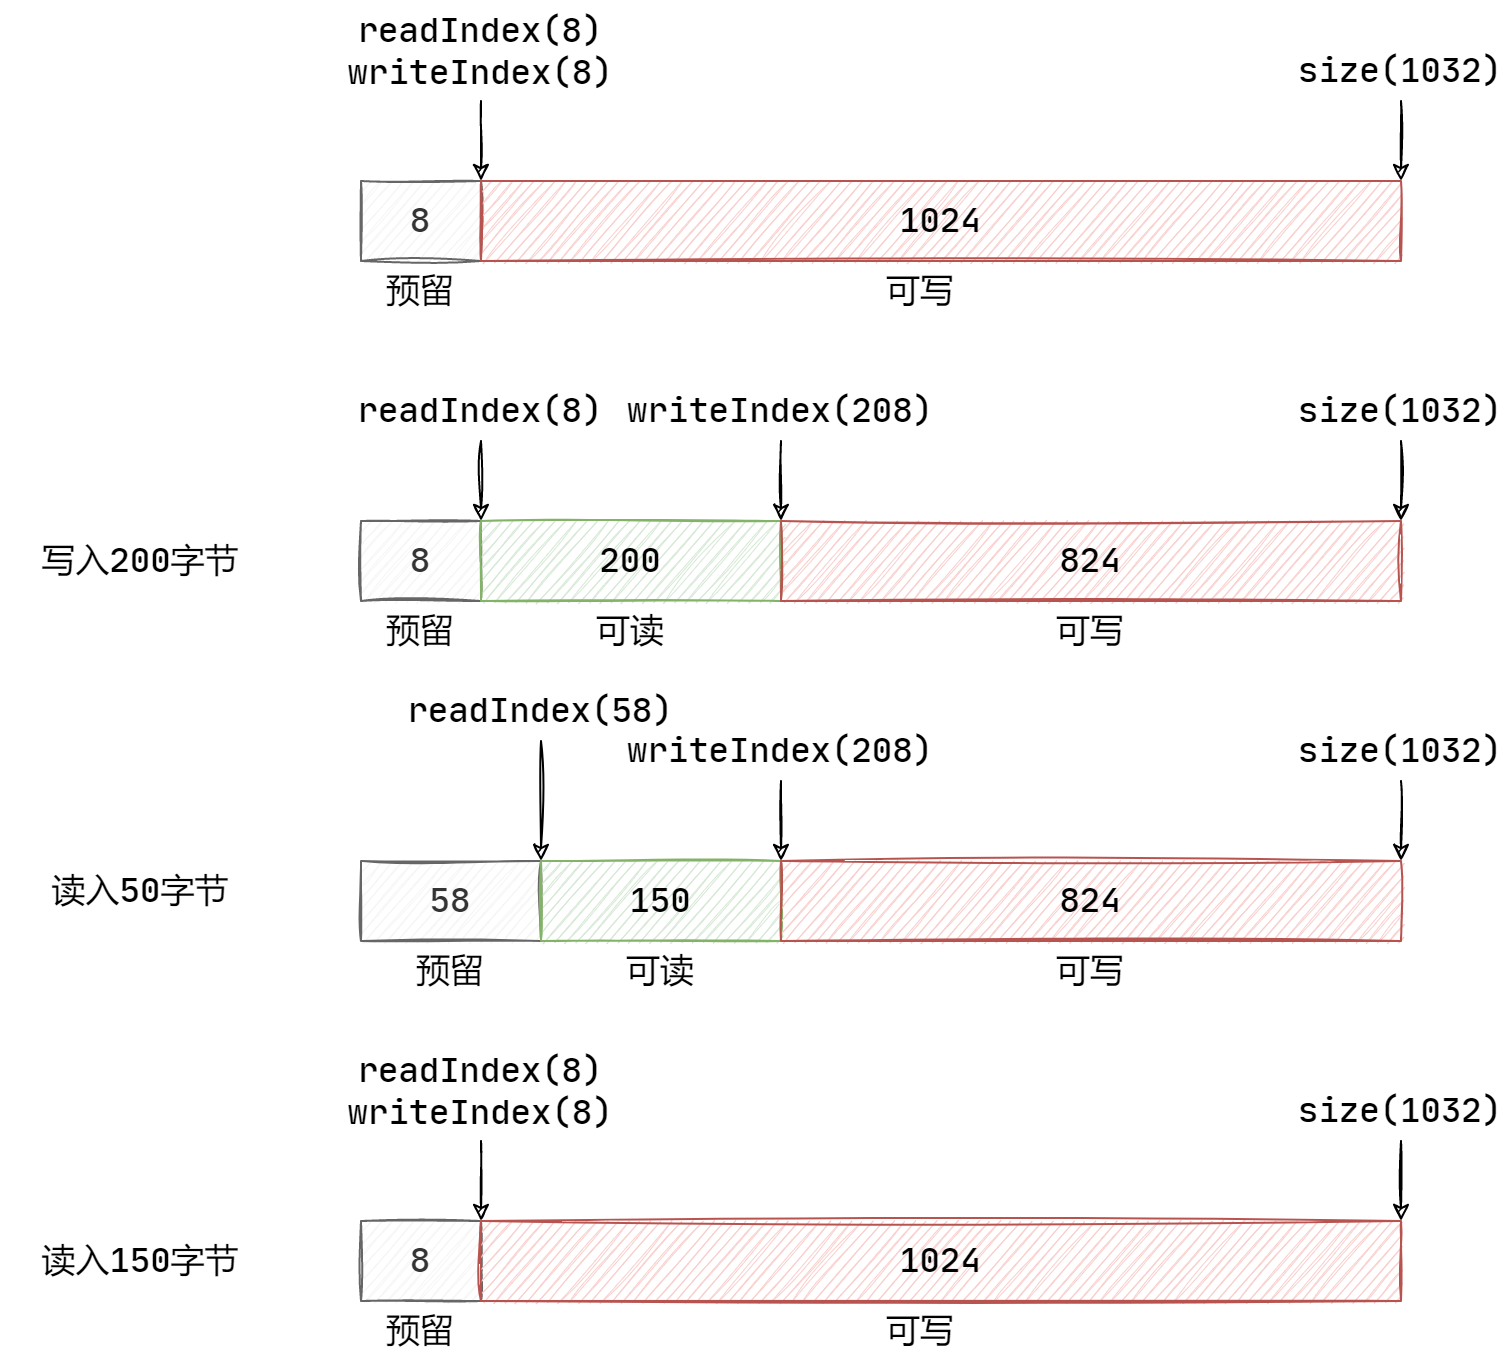 readIndex(8)
writeIndex(8)
size(1032)
8
1024
预留
可写
readIndex(8)
writeIndex(208)
size(1032)
写入200字节
8
200
824
预留
可读
可写
readIndex(58)
writeIndex(208)
size(1032)
读入50字节
58
150
824
预留
可读
可写
readIndex(8)
writeIndex(8)
size(1032)
读入150字节
8
1024
预留
可写